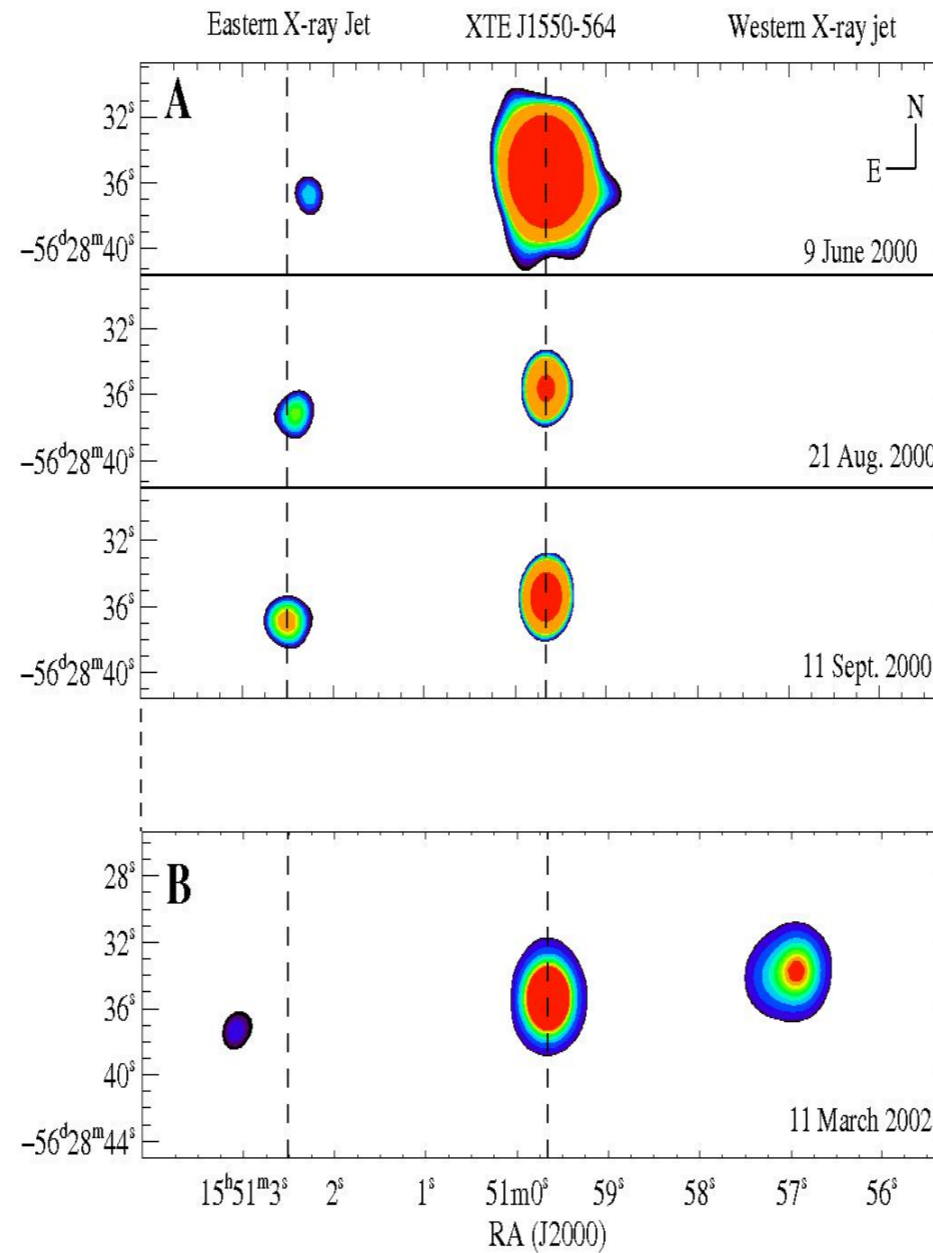 Eastern X-ray Jet XTE J1550-564 Western X-ray jet
A
N
E
32s
36s
−56d28m40s
9 June 2000
32s
36s
−56d28m40s
21 Aug. 2000
32s
36s
−56d28m40s
11 Sept. 2000
B
28s
32s
36s
40s
−56d28m44s
11 March 2002
15h51m3s 2s 1s 51m0s 59s 58s 57s 56s
RA (J2000)